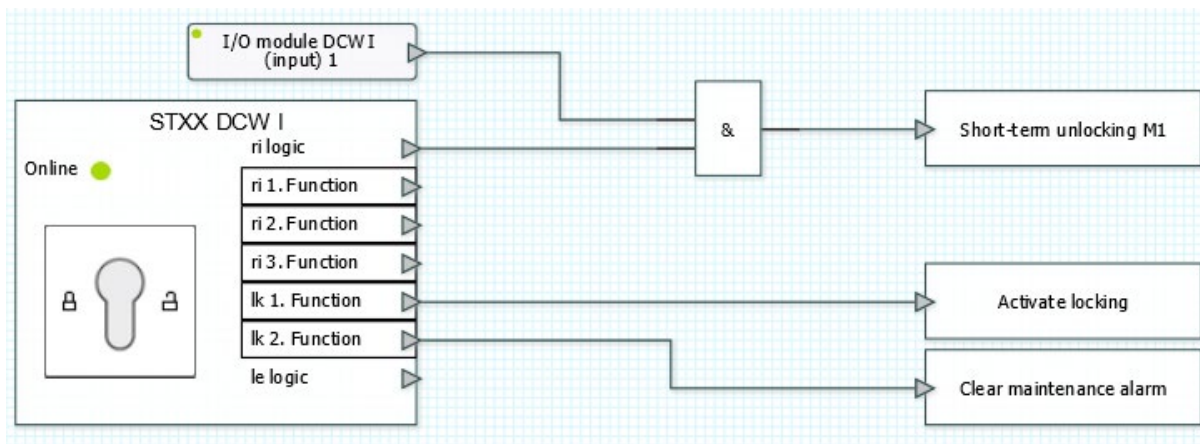 I/O module DCW I
(input) 1
STXX DCW I
Online
ri logic
ri 1. Function
ri 2. Function
ri 3. Function
lk 1. Function
lk 2. Function
le logic
&
Short-term unlocking M1
Activate locking
Clear maintenance alarm